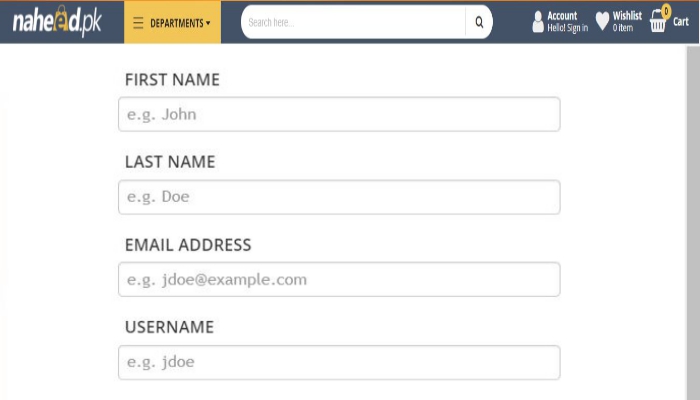 naheed.pk
DEPARTMENTS
Search here...
Account
Hello! Sign in
Wishlist
0 item
0
Cart
FIRST NAME
e.g. John
LAST NAME
e.g. Doe
EMAIL ADDRESS
e.g. jdoe@example.com
USERNAME
e.g. jdoe